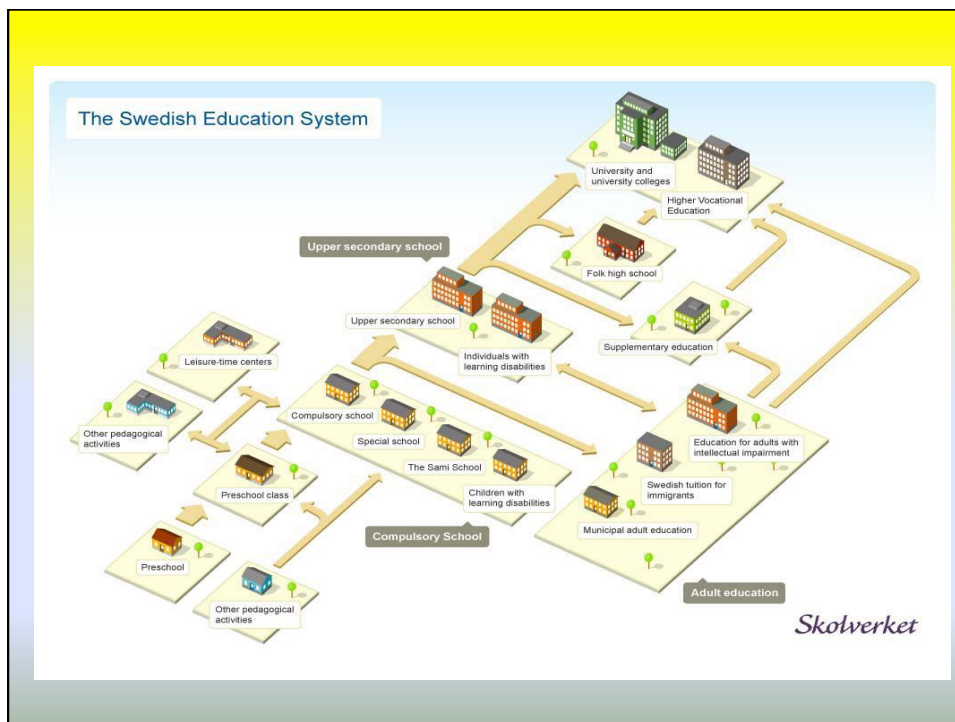 The Swedish Education System
University and
university colleges
Higher Vocational
Education
Upper secondary school
Folk high school
Upper secondary school
Individuals with
learning disabilities
Supplementary education
Leisure-time centers
Other pedagogical
activities
Compulsory school
Special school
The Sami School
Children with
learning disabilities
Education for adults with
intellectual impairment
Swedish tuition for
immigrants
Municipal adult education
Preschool class
Compulsory School
Preschool
Other pedagogical
activities
Adult education
Skolverket